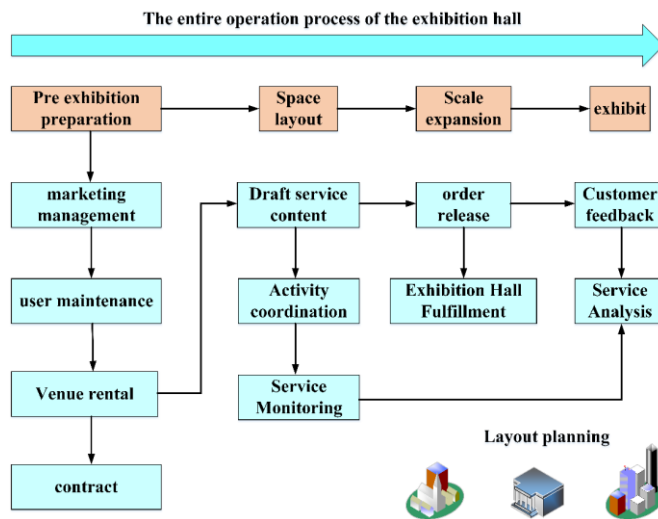 The entire operation process of the exhibition hall
Pre exhibition
preparation
Space
layout
Scale
expansion
exhibit
marketing
management
Draft service
content
order
release
Customer
feedback
user maintenance
Activity
coordination
Exhibition Hall
Fulfillment
Service
Analysis
Venue rental
Service
Monitoring
Layout planning
contract